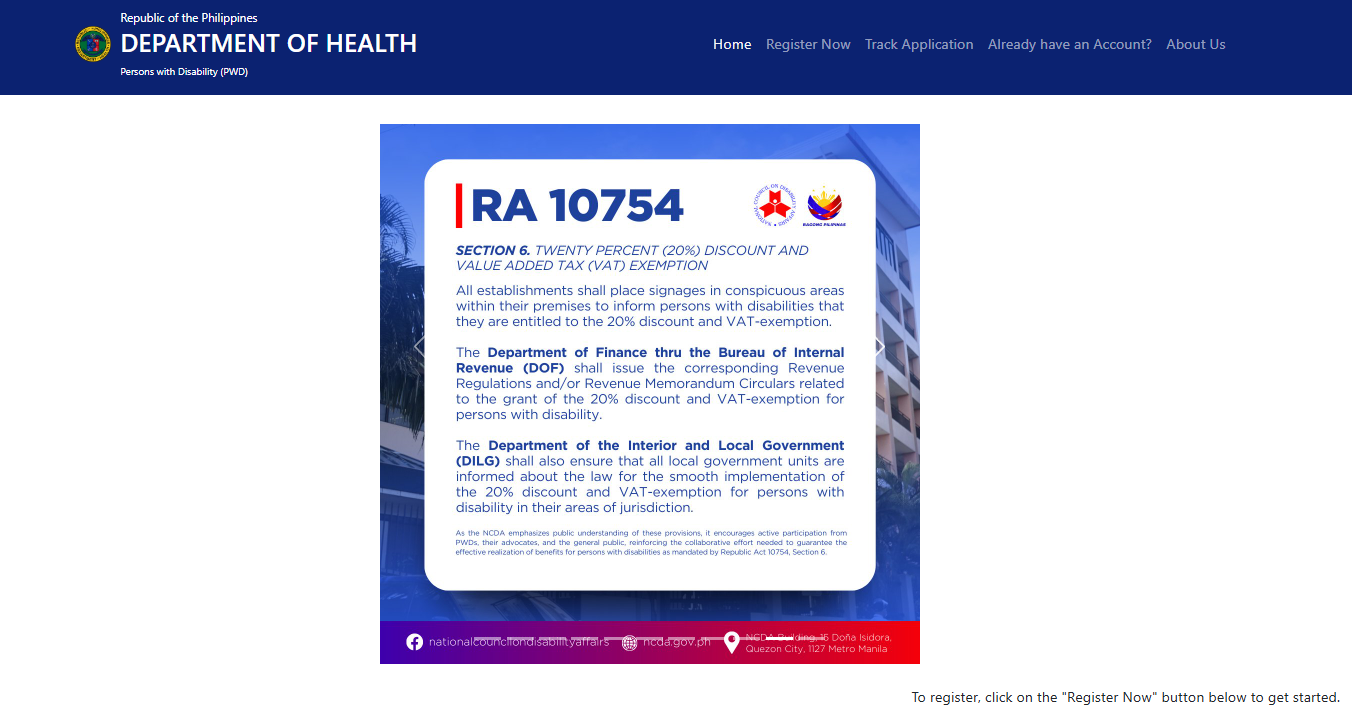 Republic of the Philippines
DEPARTMENT OF HEALTH
Persons with Disability (PWD)
Home Register Now Track Application Already have an Account? About Us
RA 10754
NATIONAL COUNCIL ON DISABILITY AFFAIRS
BAGONG PILIPINAS
SECTION 6. TWENTY PERCENT (20%) DISCOUNT AND
VALUE ADDED TAX (VAT) EXEMPTION
All establishments shall place signages in conspicuous areas
within their premises to inform persons with disabilities that
they are entitled to the 20% discount and VAT-exemption.
The Department of Finance thru the Bureau of Internal
Revenue (DOF) shall issue the corresponding Revenue
Regulations and/or Revenue Memorandum Circulars related
to the grant of the 20% discount and VAT-exemption for
persons with disability.
The Department of the Interior and Local Government
(DILG) shall also ensure that all local government units are
informed about the law for the smooth implementation of
the 20% discount and VAT-exemption for persons with
disability in their areas of jurisdiction.
As the NCDA emphasizes public understanding of these provisions, it encourages active participation from
PWDs, their advocates, and the general public, reinforcing the collaborative effort needed to guarantee the
effective realization of benefits for persons with disabilities as mandated by Republic Act 10754, Section 6.
nationalcouncilondisabilityaffairs
ncda.gov.ph
NCDA Building, 15 Doña Isidora,
Quezon City, 1127 Metro Manila
To register, click on the "Register Now" button below to get started.